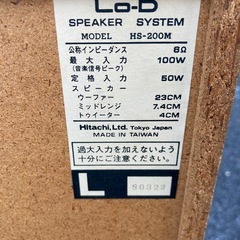 Lo-D
SPEAKER SYSTEM
MODEL HS-200M
公称インピーダンス 6Ω
最大入力 100W
(音楽信号ピーク)
定格入力 50W
スピーカー
ウーファー 23CM
ミッドレンジ 7.4CM
トゥイーター 4CM
Hitachi, Ltd. Tokyo Japan
MADE IN TAIWAN
過大入力を加えないよう
十分にご注意ください。
L